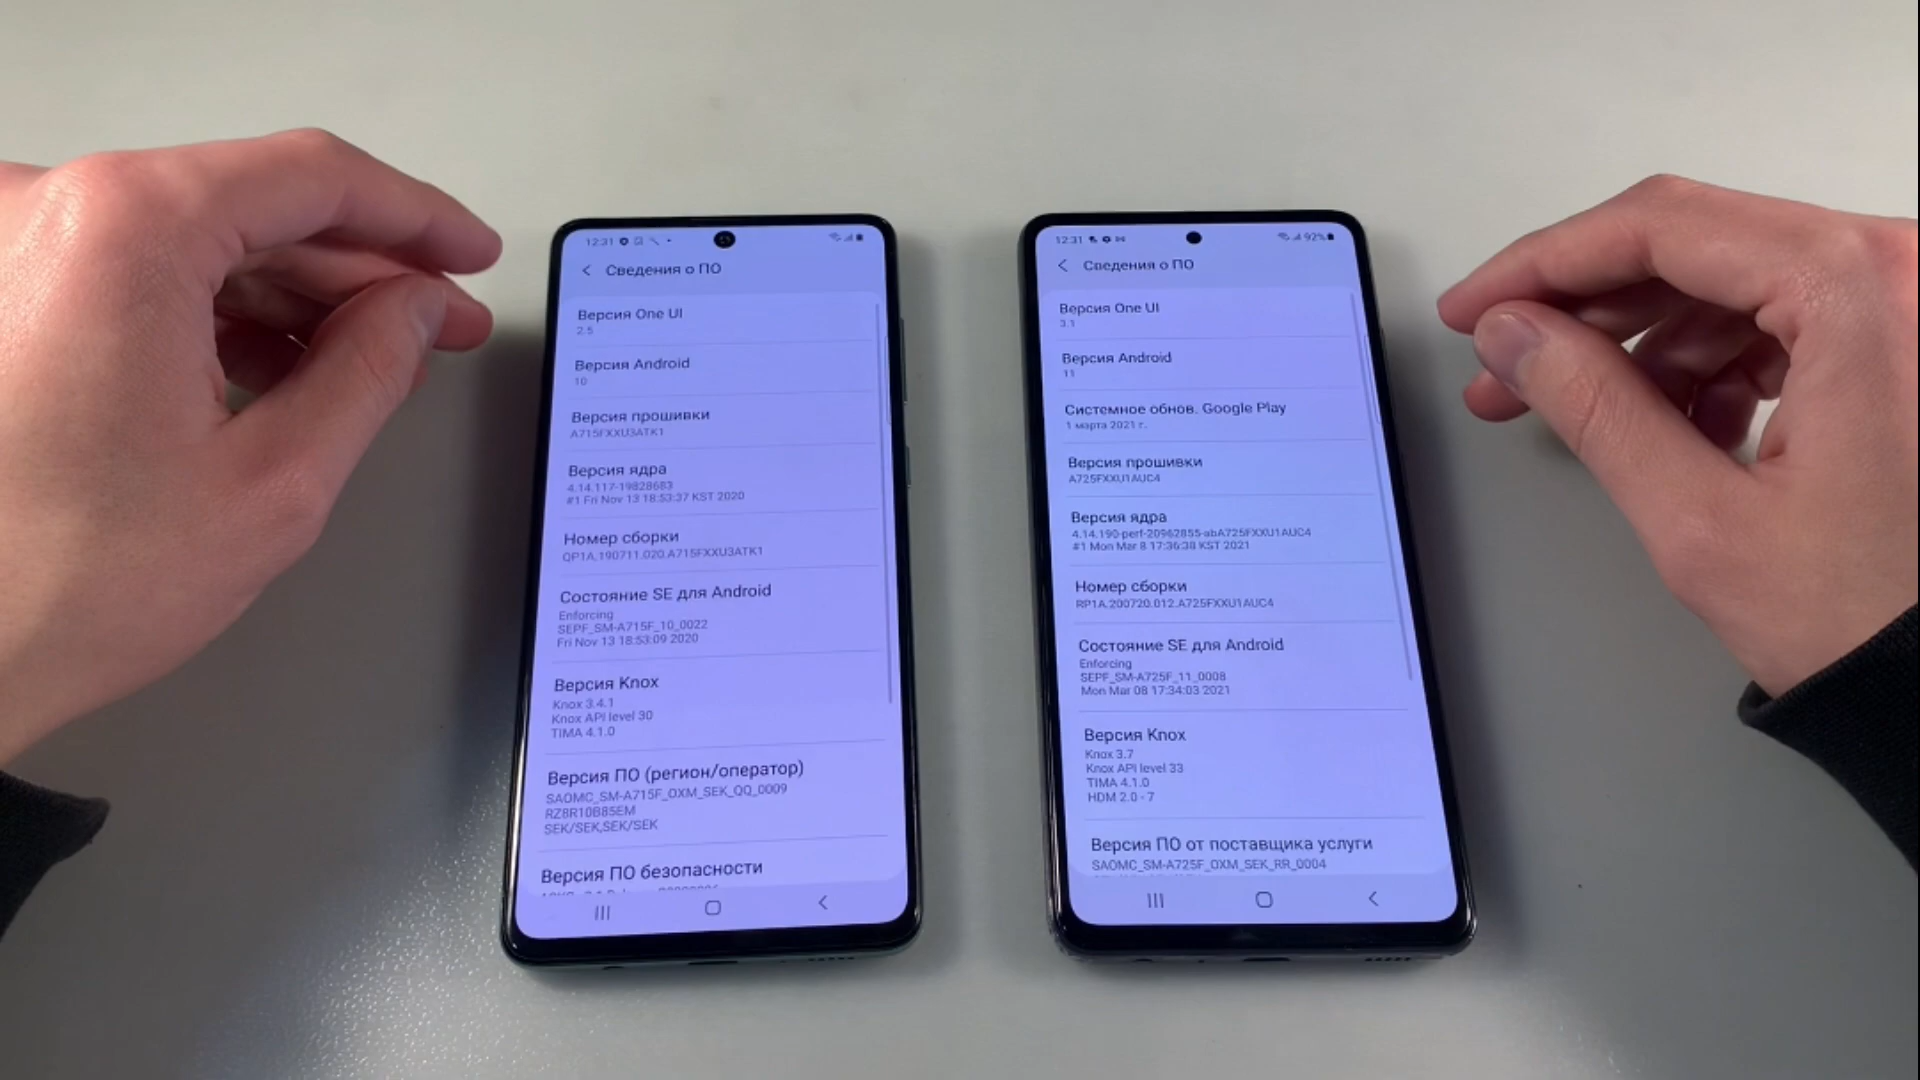 12:31
Сведения о ПО
Версия One UI
2.5
Версия Android
10
Версия прошивки
A715FXXU3ATK1
Версия ядра
4.14.117-19828683
#1 Fri Nov 13 18:53:37 KST 2020
Номер сборки
QP1A.190711.020.A715FXXU3ATK1
Состояние SE для Android
Enforcing
SEPF_SM-A715F_10_0022
Fri Nov 13 18:53:09 2020
Версия Knox
Knox 3.4.1
Knox API level 30
TIMA 4.1.0
Версия ПО (регион/оператор)
SAOMC_SM-A715F_OXM_SEK_QQ_0009
RZ8R10B85EM
SEK/SEK,SEK/SEK
Версия ПО безопасности
12:31 92%
Сведения о ПО
Версия One UI
3.1
Версия Android
11
Системное обнов. Google Play
1 марта 2021 г.
Версия прошивки
A725FXXU1AUC4
Версия ядра
4.14.190-perf-20962855-abA725FXXU1AUC4
#1 Mon Mar 8 17:36:38 KST 2021
Номер сборки
RP1A.200720.012.A725FXXU1AUC4
Состояние SE для Android
Enforcing
SEPF_SM-A725F_11_0008
Mon Mar 08 17:34:03 2021
Версия Knox
Knox 3.7
Knox API level 33
TIMA 4.1.0
HDM 2.0 - 7
Версия ПО от поставщика услуги
SAOMC_SM-A725F_OXM_SEK_RR_0004